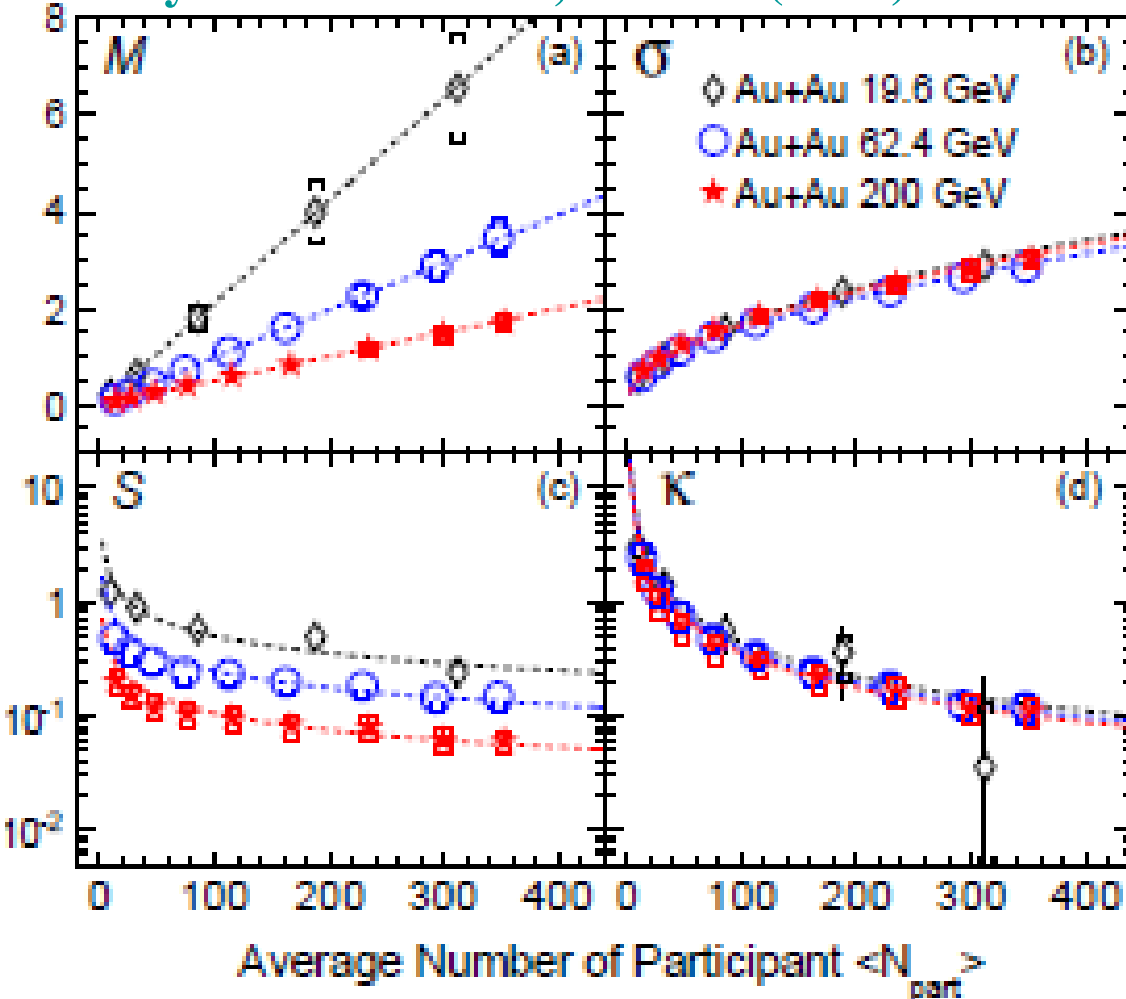 8
6
4
2
0
M
(a)
σ
(b)
Au+Au 19.6 GeV
Au+Au 62.4 GeV
Au+Au 200 GeV
10
1
10-1
10-2
S
(c)
K
(d)
0 100 200 300 400 0 100 200 300 400
Average Number of Participant <Npart>